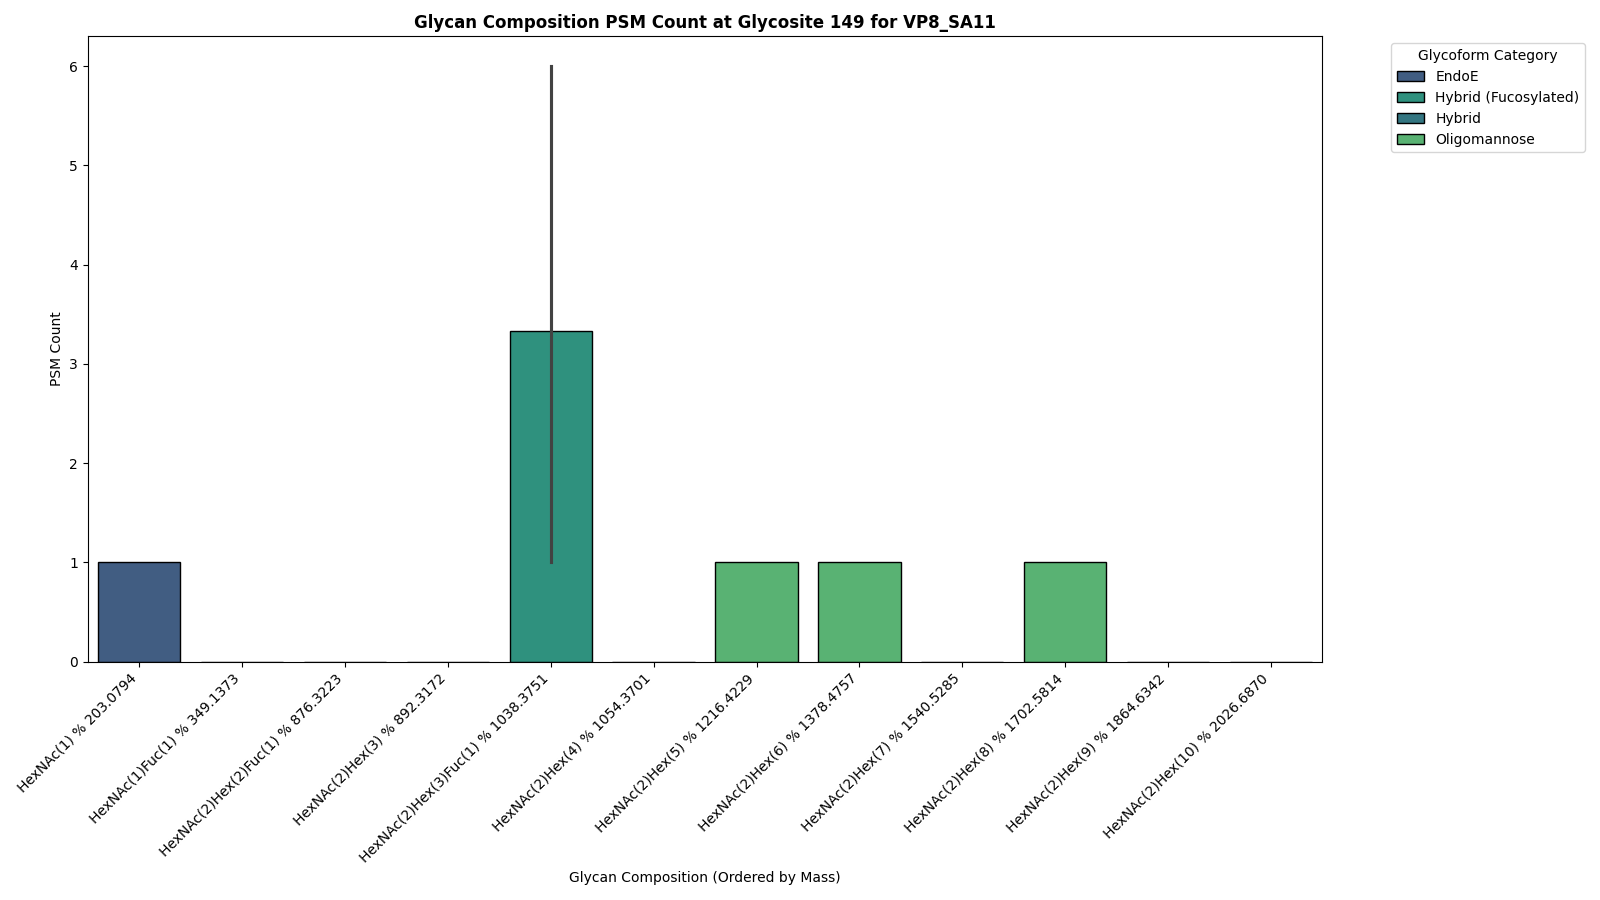 Glycan Composition PSM Count at Glycosite 149 for VP8_SA11
Glycoform Category
EndoE
Hybrid (Fucosylated)
Hybrid
Oligomannose
PSM Count
6
5
4
3
2
1
0
HexNAc(1) % 203.0794
HexNAc(1)Fuc(1) % 349.1373
HexNAc(2)Hex(2)Fuc(1) % 876.3223
HexNAc(2)Hex(3) % 892.3172
HexNAc(2)Hex(3)Fuc(1) % 1038.3751
HexNAc(2)Hex(4) % 1054.3701
HexNAc(2)Hex(5) % 1216.4229
HexNAc(2)Hex(6) % 1378.4757
HexNAc(2)Hex(7) % 1540.5285
HexNAc(2)Hex(8) % 1702.5814
HexNAc(2)Hex(9) % 1864.6342
HexNAc(2)Hex(10) % 2026.6870
Glycan Composition (Ordered by Mass)